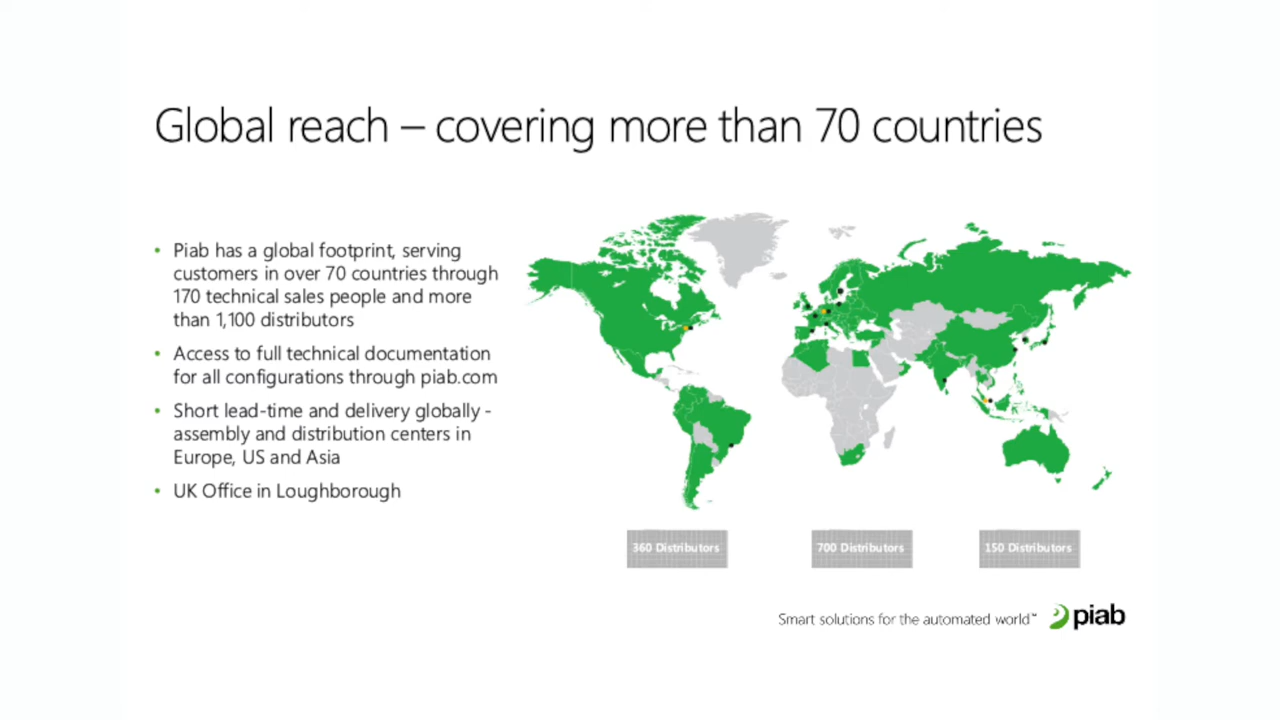 Global reach – covering more than 70 countries
• Piab has a global footprint, serving
customers in over 70 countries through
170 technical sales people and more
than 1,100 distributors
• Access to full technical documentation
for all configurations through piab.com
• Short lead-time and delivery globally -
assembly and distribution centers in
Europe, US and Asia
• UK Office in Loughborough
360 Distributors
700 Distributors
150 Distributors
Smart solutions for the automated world™
piab